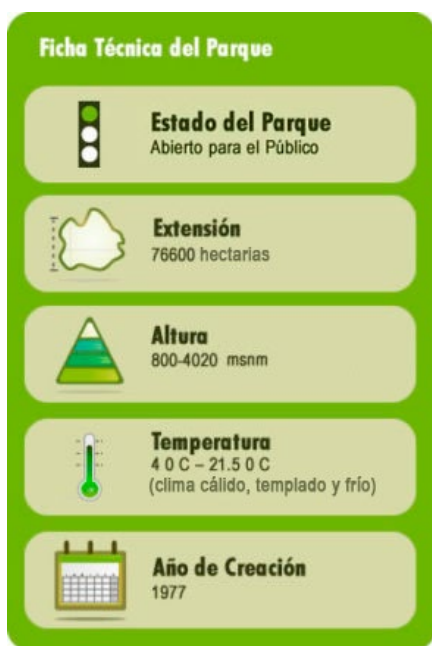 Ficha Técnica del Parque
Estado del Parque
Abierto para el Público
Extensión
76600 hectarias
Altura
800-4020 msnm
Temperatura
4 0 C – 21.5 0 C
(clima cálido, templado y frío)
Año de Creación
1977